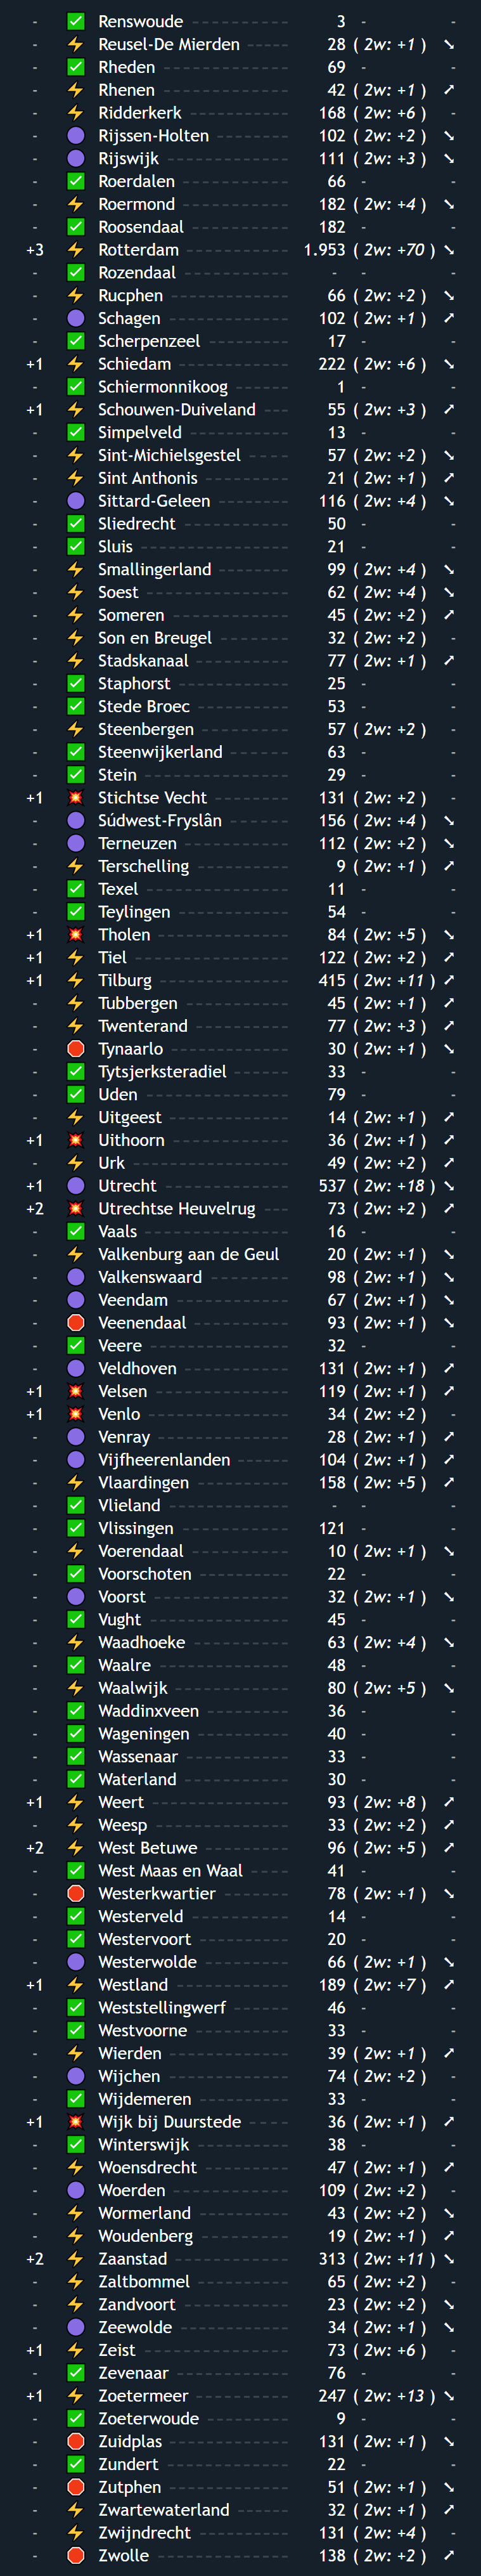 - ✅ Renswoude ------------ 3 - -
- ⚡ Reusel-De Mierden ----- 28 ( 2w: +1 ) ➘
- ✅ Rheden --------------- 69 - -
- ⚡ Rhenen --------------- 42 ( 2w: +1 ) ➚
- ⚡ Ridderkerk ------------ 168 ( 2w: +6 ) -
- 🟣 Rijssen-Holten -------- 102 ( 2w: +2 ) ➘
- 🟣 Rijswijk --------------- 111 ( 2w: +3 ) ➘
- ✅ Roerdalen ------------- 66 - -
- ⚡ Roermond ------------- 182 ( 2w: +4 ) ➘
- ✅ Roosendaal ------------ 182 - -
+3 ⚡ Rotterdam ------------ 1.953 ( 2w: +70 ) ➘
- ✅ Rozendaal ------------- - - -
- ⚡ Rucphen -------------- 66 ( 2w: +2 ) ➘
- 🟣 Schagen --------------- 102 ( 2w: +1 ) ➚
- ✅ Scherpenzeel ---------- 17 - -
+1 ⚡ Schiedam ------------- 222 ( 2w: +6 ) ➘
- ✅ Schiermonnikoog ------- 1 - -
+1 ⚡ Schouwen-Duiveland --- 55 ( 2w: +3 ) ➚
- ✅ Simpelveld ------------ 13 - -
- ⚡ Sint-Michielsgestel ----- 57 ( 2w: +2 ) ➘
- ⚡ Sint Anthonis ---------- 21 ( 2w: +1 ) ➚
- 🟣 Sittard-Geleen -------- 116 ( 2w: +4 ) ➘
- ✅ Sliedrecht ------------- 50 - -
- ✅ Sluis ----------------- 21 - -
- ⚡ Smallingerland -------- 99 ( 2w: +4 ) ➘
- ⚡ Soest ---------------- 62 ( 2w: +4 ) ➘
- ⚡ Someren -------------- 45 ( 2w: +2 ) ➚
- ⚡ Son en Breugel -------- 32 ( 2w: +2 ) -
- ⚡ Stadskanaal ----------- 77 ( 2w: +1 ) ➚
- ✅ Staphorst ------------- 25 - -
- ✅ Stede Broec ----------- 53 - -
- ⚡ Steenbergen ---------- 57 ( 2w: +2 ) -
- ✅ Steenwijkerland ------- 63 - -
- ✅ Stein ----------------- 29 - -
+1 💥 Stichtse Vecht -------- 131 ( 2w: +2 ) -
- 🟣 Súdwest-Fryslân ------- 156 ( 2w: +4 ) ➘
- 🟣 Terneuzen ------------ 112 ( 2w: +2 ) ➘
- ⚡ Terschelling ----------- 9 ( 2w: +1 ) ➚
- ✅ Texel ---------------- 11 - -
- ✅ Teylingen ------------- 54 - -
+1 💥 Tholen --------------- 84 ( 2w: +5 ) ➘
+1 ⚡ Tiel ------------------ 122 ( 2w: +2 ) ➚
+1 ⚡ Tilburg -------------- 415 ( 2w: +11 ) ➚
- ⚡ Tubbergen ------------ 45 ( 2w: +1 ) ➚
- ⚡ Twenterand ----------- 77 ( 2w: +3 ) ➚
- 🛑 Tynaarlo -------------- 30 ( 2w: +1 ) ➘
- ✅ Tytsjerksteradiel ------- 33 - -
- ✅ Uden ---------------- 79 - -
- ⚡ Uitgeest -------------- 14 ( 2w: +1 ) ➚
+1 💥 Uithoorn ------------- 36 ( 2w: +1 ) ➚
- ⚡ Urk ------------------ 49 ( 2w: +2 ) ➚
+1 🟣 Utrecht -------------- 537 ( 2w: +18 ) ➘
+2 💥 Utrechtse Heuvelrug --- 73 ( 2w: +2 ) ➚
- ✅ Vaals ---------------- 16 - -
- ⚡ Valkenburg aan de Geul 20 ( 2w: +1 ) ➘
- 🟣 Valkenswaard --------- 98 ( 2w: +1 ) ➘
- 🟣 Veendam ------------- 67 ( 2w: +1 ) ➘
- 🛑 Veenendaal ----------- 93 ( 2w: +1 ) ➘
- ✅ Veere ---------------- 32 - -
- 🟣 Veldhoven ------------ 131 ( 2w: +1 ) ➚
+1 💥 Velsen --------------- 119 ( 2w: +1 ) ➚
+1 💥 Venlo ---------------- 34 ( 2w: +2 ) -
- 🟣 Venray --------------- 28 ( 2w: +1 ) ➚
- 🟣 Vijfheerenlanden ------ 104 ( 2w: +1 ) ➚
- ⚡ Vlaardingen ----------- 158 ( 2w: +5 ) ➚
- ✅ Vlieland -------------- - - -
- ✅ Vlissingen ------------ 121 - -
- ⚡ Voerendaal ----------- 10 ( 2w: +1 ) ➘
- ✅ Voorschoten ---------- 22 - -
- 🟣 Voorst --------------- 32 ( 2w: +1 ) ➘
- ✅ Vught ---------------- 45 - -
- ⚡ Waadhoeke ----------- 63 ( 2w: +4 ) ➘
- ✅ Waalre --------------- 48 - -
- ⚡ Waalwijk ------------- 80 ( 2w: +5 ) ➘
- ✅ Waddinxveen --------- 36 - -
- ✅ Wageningen ---------- 40 - -
- ✅ Wassenaar ------------ 33 - -
- ✅ Waterland ------------ 30 - -
+1 ⚡ Weert --------------- 93 ( 2w: +8 ) ➚
- ⚡ Weesp --------------- 33 ( 2w: +2 ) ➚
+2 ⚡ West Betuwe --------- 96 ( 2w: +5 ) ➚
- ✅ West Maas en Waal ---- 41 - -
- 🛑 Westerkwartier -------- 78 ( 2w: +1 ) ➘
- ✅ Westerveld ----------- 14 - -
- ✅ Westervoort ---------- 20 - -
- 🟣 Westerwolde ---------- 66 ( 2w: +1 ) ➘
+1 ⚡ Westland ------------ 189 ( 2w: +7 ) ➚
- ✅ Weststellingwerf ------ 46 - -
- ✅ Westvoorne ----------- 33 - -
- ⚡ Wierden -------------- 39 ( 2w: +1 ) ➚
- 🟣 Wijchen -------------- 74 ( 2w: +2 ) -
- ✅ Wijdemeren ---------- 33 - -
+1 💥 Wijk bij Duurstede ---- 36 ( 2w: +1 ) ➚
- ✅ Winterswijk ----------- 38 - -
- ⚡ Woensdrecht ---------- 47 ( 2w: +1 ) ➚
- 🟣 Woerden ------------- 109 ( 2w: +2 ) -
- ⚡ Wormerland ---------- 43 ( 2w: +2 ) ➘
- ⚡ Woudenberg ---------- 19 ( 2w: +1 ) ➚
+2 ⚡ Zaanstad ------------- 313 ( 2w: +11 ) ➘
- ⚡ Zaltbommel ----------- 65 ( 2w: +2 ) -
- ⚡ Zandvoort ------------ 23 ( 2w: +2 ) ➘
- 🟣 Zeewolde ------------- 34 ( 2w: +1 ) ➘
+1 ⚡ Zeist ---------------- 73 ( 2w: +6 ) -
- ✅ Zevenaar ------------- 76 - -
+1 ⚡ Zoetermeer ---------- 247 ( 2w: +13 ) ➘
- ✅ Zoeterwoude --------- 9 - -
- 🛑 Zuidplas ------------- 131 ( 2w: +1 ) ➘
- ✅ Zundert -------------- 22 - -
- 🛑 Zutphen ------------- 51 ( 2w: +1 ) ➘
- ⚡ Zwartewaterland ------ 32 ( 2w: +1 ) ➚
- ⚡ Zwijndrecht ---------- 131 ( 2w: +4 ) -
- 🛑 Zwolle --------------- 138 ( 2w: +2 ) ➚